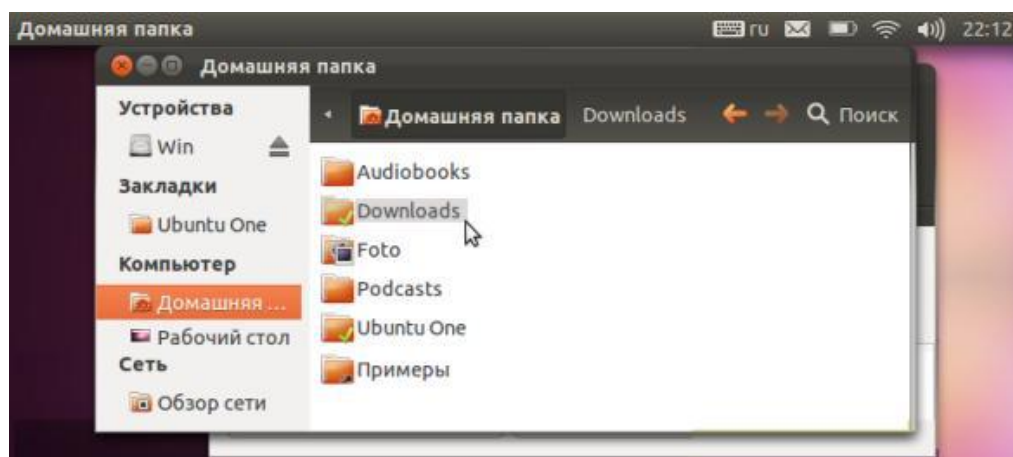 Домашняя папка
ru
22:12
Домашняя папка
Устройства
Win
Закладки
Ubuntu One
Компьютер
Домашняя ...
Рабочий стол
Сеть
Обзор сети
Домашняя папка Downloads Поиск
Audiobooks
Downloads
Foto
Podcasts
Ubuntu One
Примеры